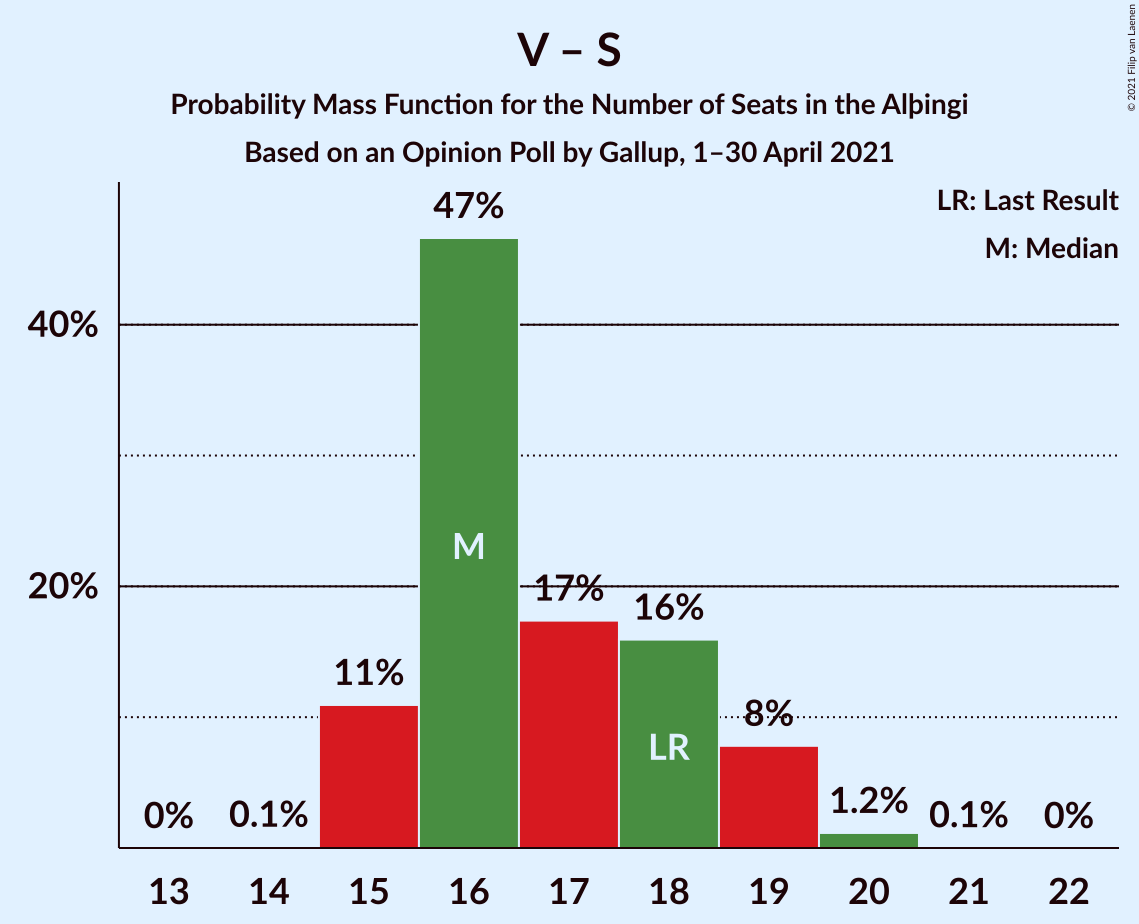 V – S
Probability Mass Function for the Number of Seats in the Alþingi
Based on an Opinion Poll by Gallup, 1–30 April 2021
© 2021 Filip van Laenen
LR: Last Result
M: Median
40%
20%
0%
0.1%
11%
47%
17%
16%
8%
1.2%
0.1%
0%
M
LR
13 14 15 16 17 18 19 20 21 22